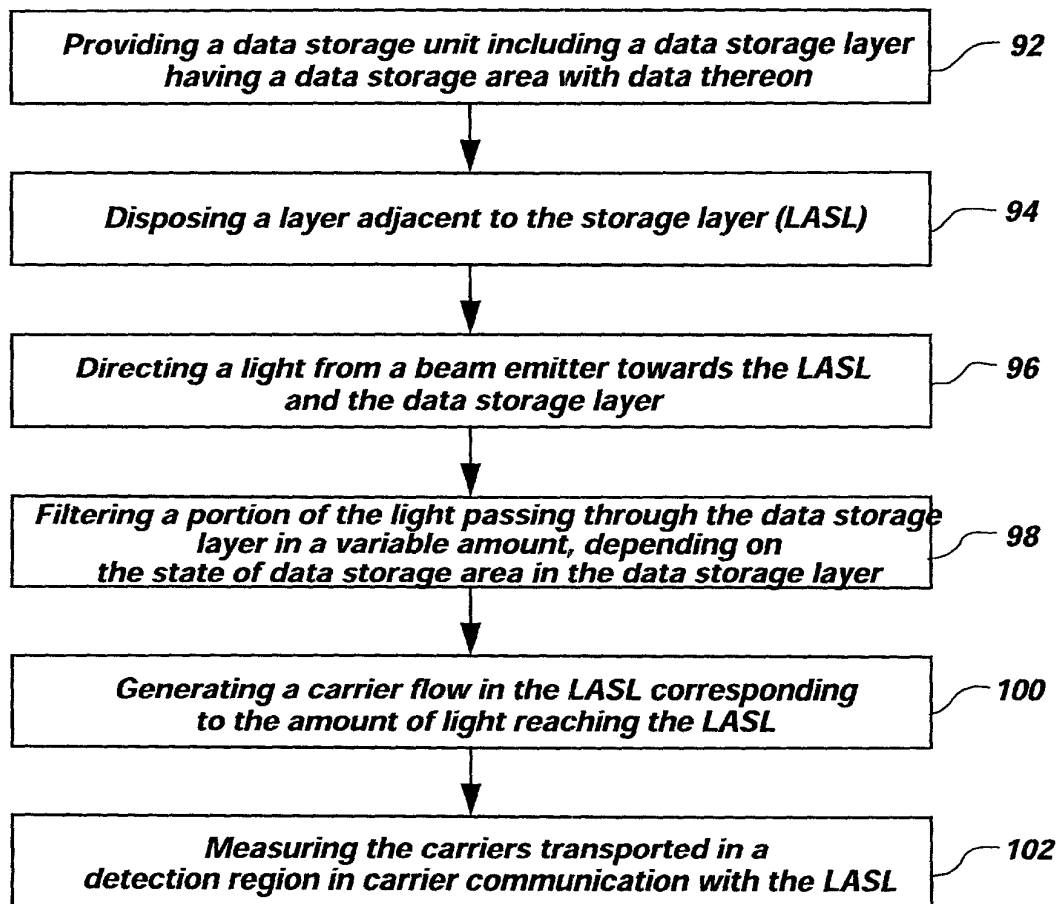 Providing a data storage unit including a data storage layer
having a data storage area with data thereon
92
Disposing a layer adjacent to the storage layer (LASL)
94
Directing a light from a beam emitter towards the LASL
and the data storage layer
96
Filtering a portion of the light passing through the data storage
layer in a variable amount, depending on
the state of data storage area in the data storage layer
98
Generating a carrier flow in the LASL corresponding
to the amount of light reaching the LASL
100
Measuring the carriers transported in a
detection region in carrier communication with the LASL
102